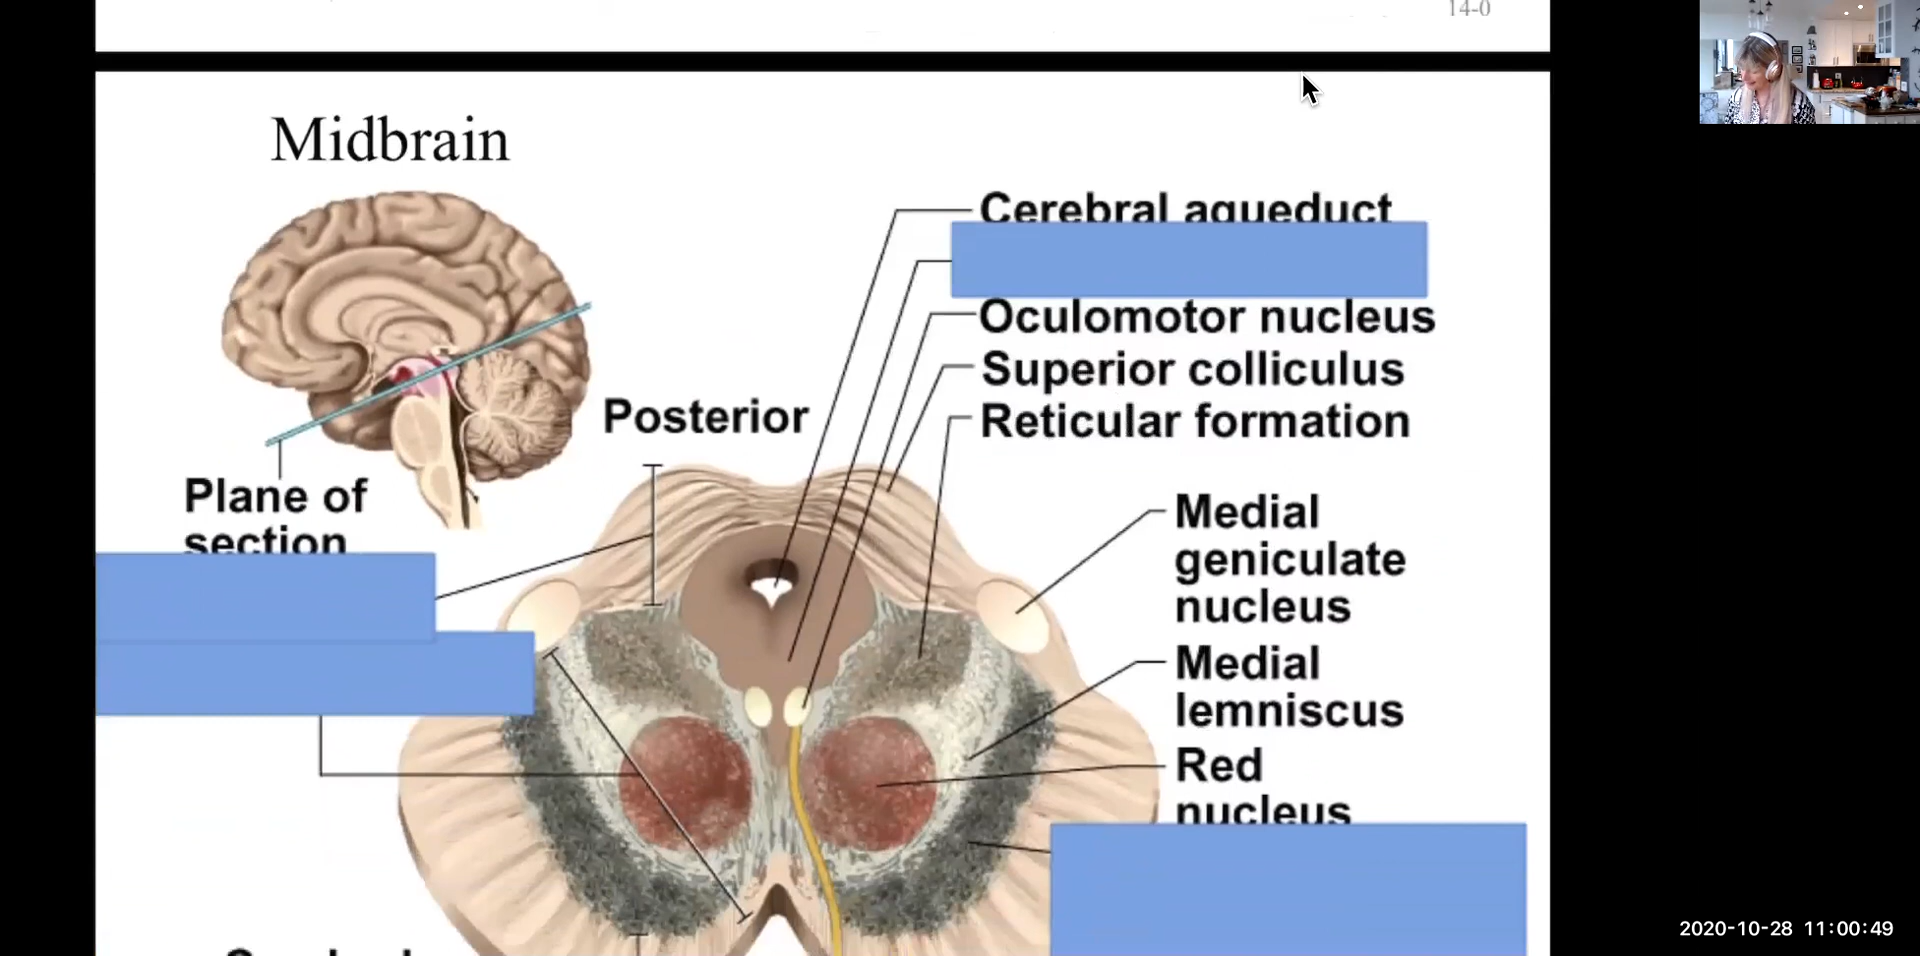 14-0
Midbrain
Cerebral aqueduct
Oculomotor nucleus
Superior colliculus
Reticular formation
Posterior
Plane of
section
Medial
geniculate
nucleus
Medial
lemniscus
Red
nucleus
2020-10-28 11:00:49